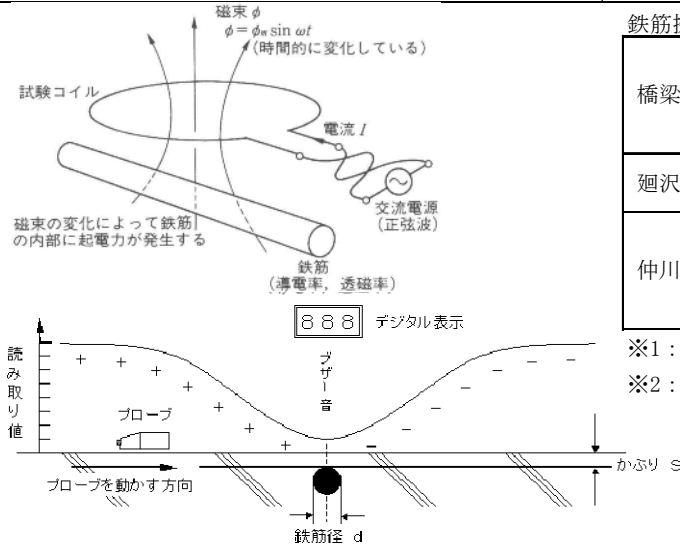 磁束 φ
φ＝φm sin ωt
（時間的に変化している）
試験コイル
電流 I
交流電源
（正弦波）
磁束の変化によって鉄筋
の内部に起電力が発生する
鉄筋
（導電率，透磁率）
888 デジタル表示
読み取り値
ブザー音
プローブ
プローブを動かす方向
かぶり S
鉄筋径 d
鉄筋
橋梁
廻沢
仲川
※1：
※2：